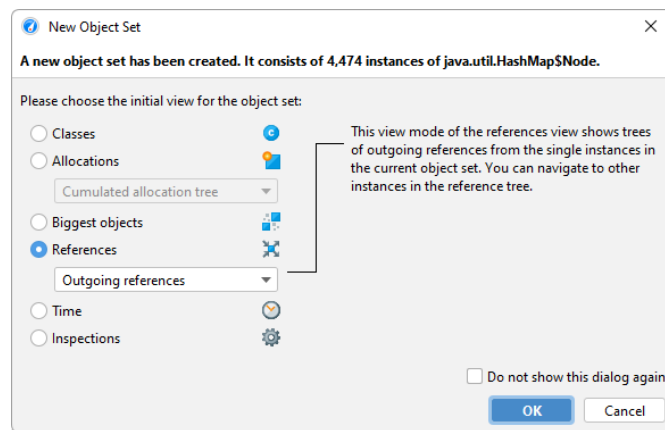 New Object Set
A new object set has been created. It consists of 4,474 instances of java.util.HashMap$Node.
Please choose the initial view for the object set:
Classes
Allocations
Cumulated allocation tree
Biggest objects
References
Outgoing references
Time
Inspections
This view mode of the references view shows trees
of outgoing references from the single instances in
the current object set. You can navigate to other
instances in the reference tree.
Do not show this dialog again
OK
Cancel